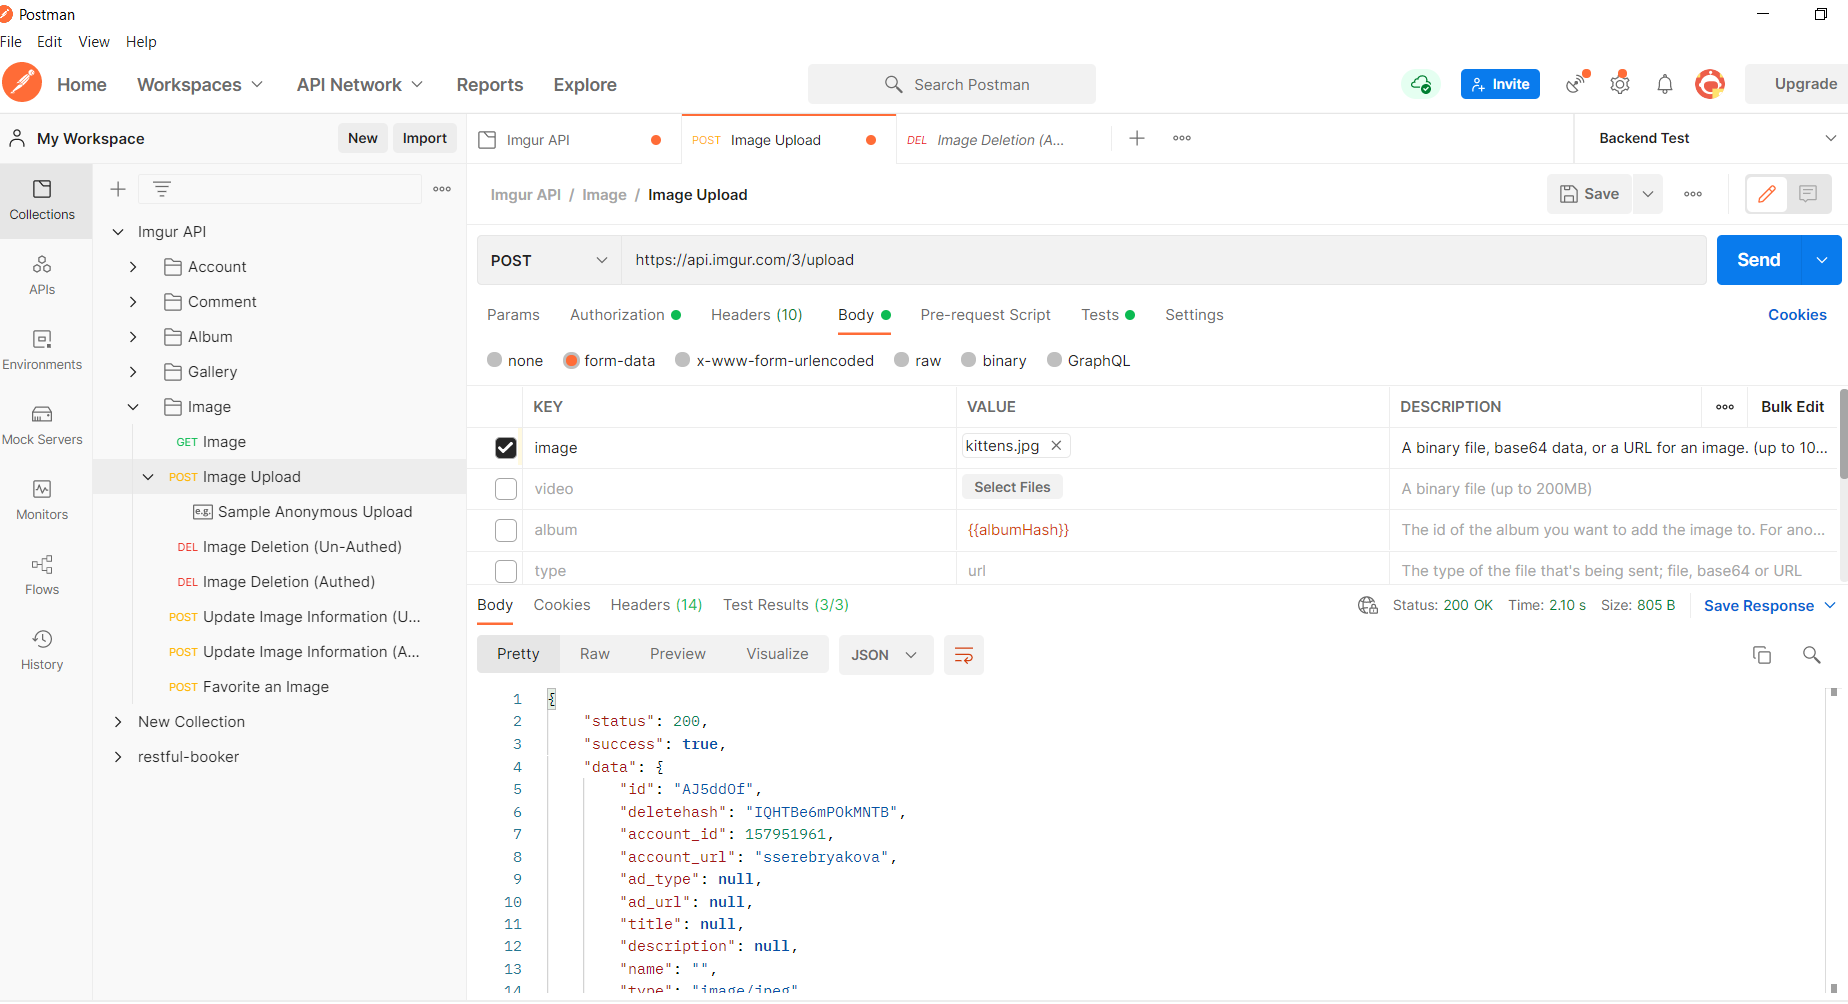 Postman
File Edit View Help
Home Workspaces API Network Reports Explore Search Postman Invite Upgrade
My Workspace New Import Imgur API POST Image Upload DEL Image Deletion (A... Backend Test
Imgur API / Image / Image Upload Save
Collections
APIs
Environments
Mock Servers
Monitors
Flows
History
Imgur API
Account
Comment
Album
Gallery
Image
GET Image
POST Image Upload
e.g. Sample Anonymous Upload
DEL Image Deletion (Un-Authed)
DEL Image Deletion (Authed)
POST Update Image Information (U...
POST Update Image Information (A...
POST Favorite an Image
New Collection
restful-booker
POST https://api.imgur.com/3/upload Send
Params Authorization Headers (10) Body Pre-request Script Tests Settings Cookies
none form-data x-www-form-urlencoded raw binary GraphQL
KEY VALUE DESCRIPTION Bulk Edit
image kittens.jpg A binary file, base64 data, or a URL for an image. (up to 10...
video Select Files A binary file (up to 200MB)
album {{albumHash}} The id of the album you want to add the image to. For ano...
type url The type of the file that's being sent; file, base64 or URL
Body Cookies Headers (14) Test Results (3/3) Status: 200 OK Time: 2.10 s Size: 805 B Save Response
Pretty Raw Preview Visualize JSON
1 {
2 "status": 200,
3 "success": true,
4 "data": {
5 "id": "AJ5ddOf",
6 "deletehash": "IQHTBe6mPOkMNTB",
7 "account_id": 157951961,
8 "account_url": "sserebryakova",
9 "ad_type": null,
10 "ad_url": null,
11 "title": null,
12 "description": null,
13 "name": "",
14 "type": "image/jpeg"